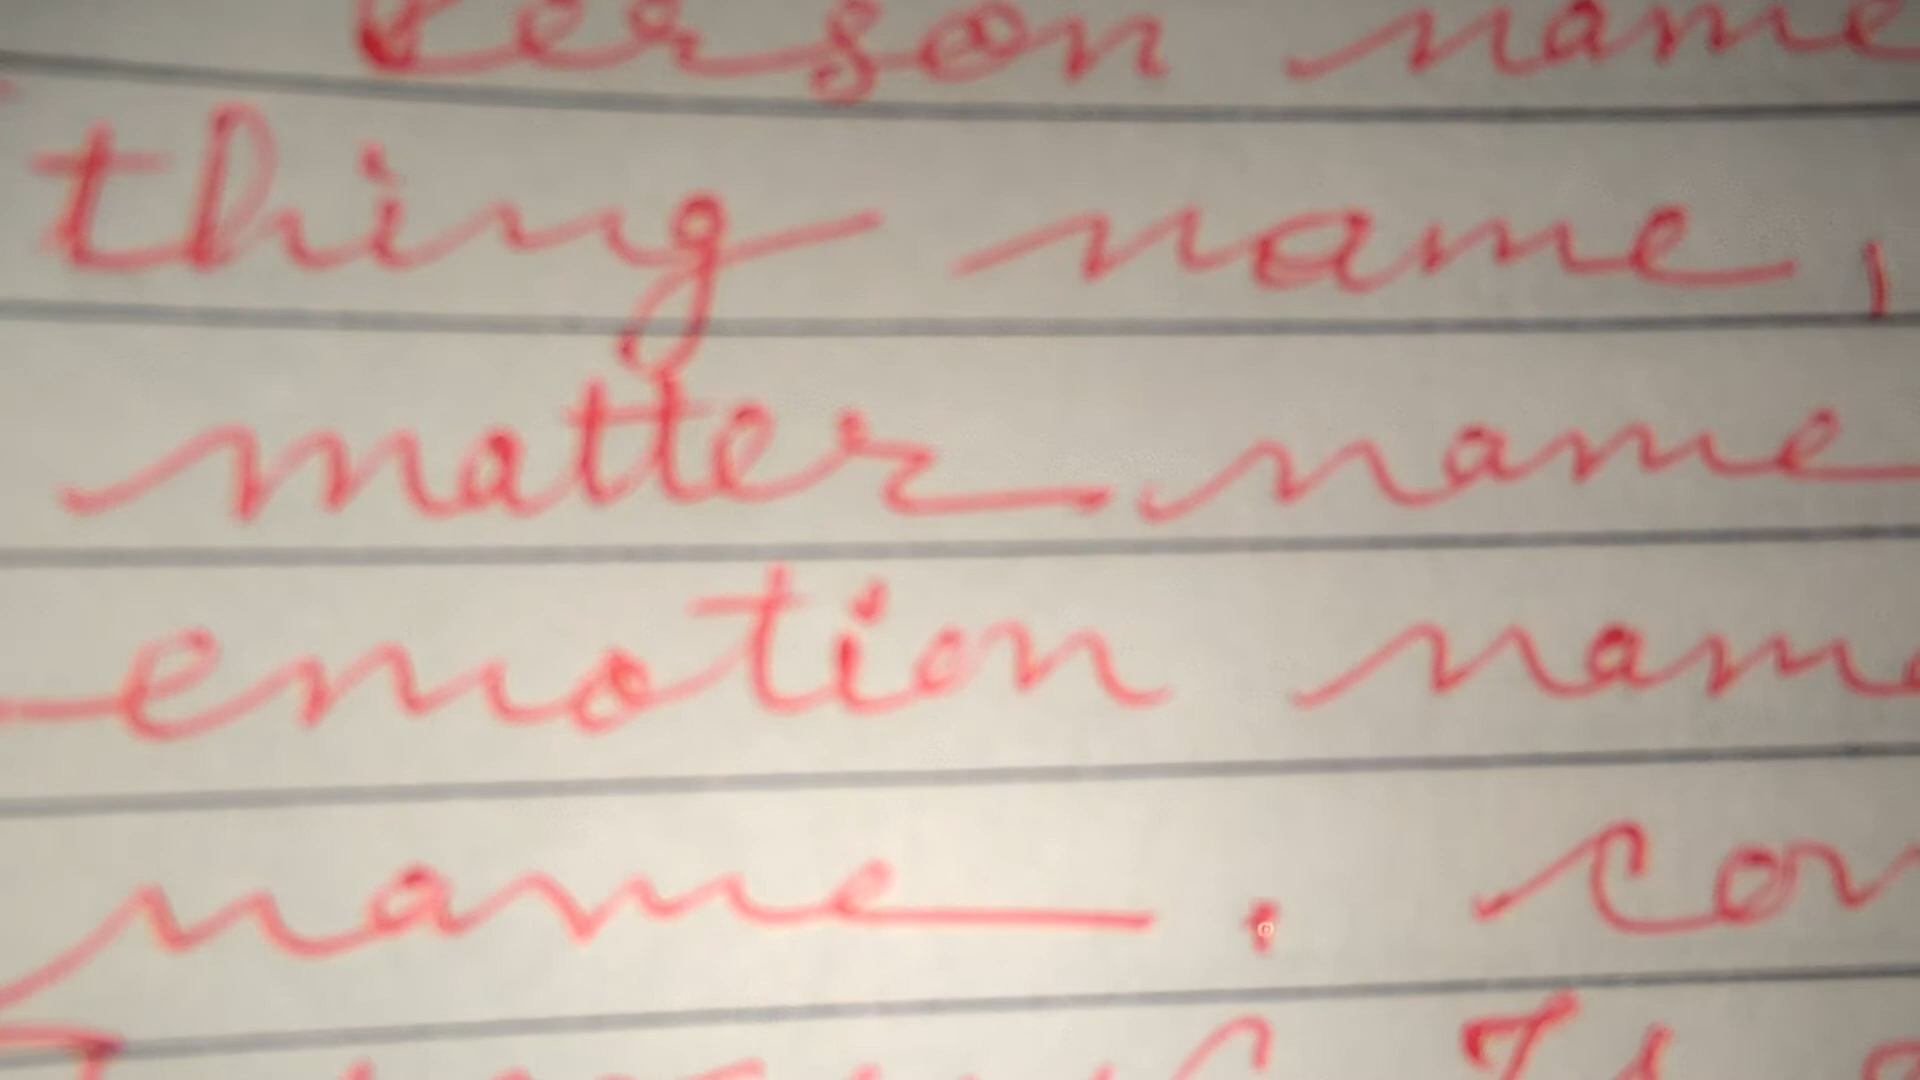 Person name
thing name,
matter name
emotion name
name. con